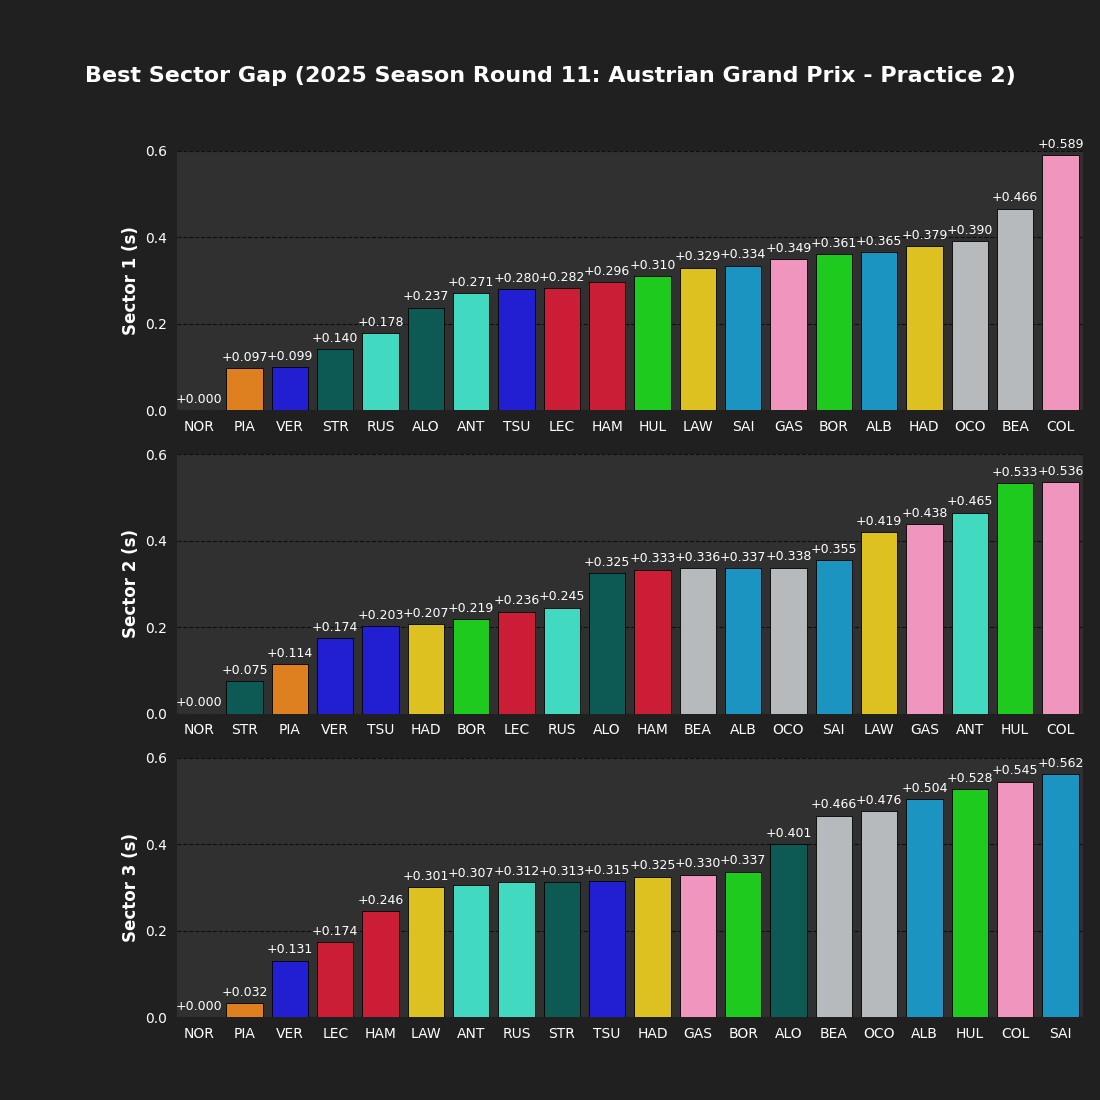 Best Sector Gap (2025 Season Round 11: Austrian Grand Prix - Practice 2)
Sector 1 (s)
0.6
0.4
0.2
0.0
+0.000 +0.097 +0.099 +0.140 +0.178 +0.237 +0.271 +0.280 +0.282 +0.296 +0.310 +0.329 +0.334 +0.349 +0.361 +0.365 +0.379 +0.390 +0.466 +0.589
NOR PIA VER STR RUS ALO ANT TSU LEC HAM HUL LAW SAI GAS BOR ALB HAD OCO BEA COL
Sector 2 (s)
0.6
0.4
0.2
0.0
+0.000 +0.075 +0.114 +0.174 +0.203 +0.207 +0.219 +0.236 +0.245 +0.325 +0.333 +0.336 +0.337 +0.338 +0.355 +0.419 +0.438 +0.465 +0.533 +0.536
NOR STR PIA VER TSU HAD BOR LEC RUS ALO HAM BEA ALB OCO SAI LAW GAS ANT HUL COL
Sector 3 (s)
0.6
0.4
0.2
0.0
+0.000 +0.032 +0.131 +0.174 +0.246 +0.301 +0.307 +0.312 +0.313 +0.315 +0.325 +0.330 +0.337 +0.401 +0.466 +0.476 +0.504 +0.528 +0.545 +0.562
NOR PIA VER LEC HAM LAW ANT RUS STR TSU HAD GAS BOR ALO BEA OCO ALB HUL COL SAI